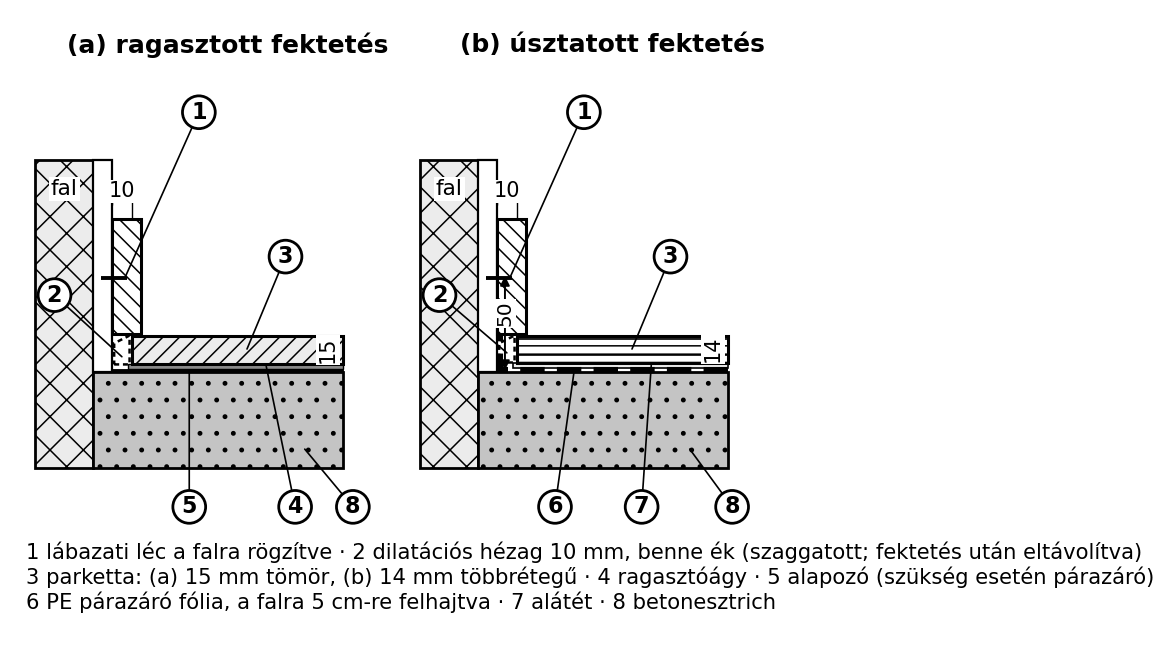 (a) ragasztott fektetés
(b) úsztatott fektetés
1
1
fal
10
fal
10
3
3
2
2
50
15
14
5
4
8
6
7
8
1 lábazati léc a falra rögzítve · 2 dilatációs hézag 10 mm, benne ék (szaggatott; fektetés után eltávolítva)
3 parketta: (a) 15 mm tömör, (b) 14 mm többrétegű · 4 ragasztóágy · 5 alapozó (szükség esetén párazáró)
6 PE párazáró fólia, a falra 5 cm-re felhajtva · 7 alátét · 8 betonesztrich